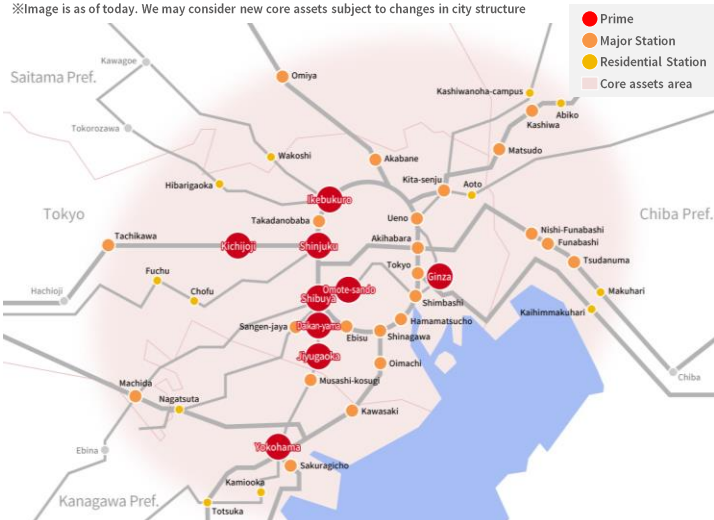 ※Image is as of today. We may consider new core assets subject to changes in city structure
Prime
Major Station
Residential Station
Core assets area
Kawagoe
Saitama Pref.
Omiya
Kashiwanoha-campus
Abiko
Kashiwa
Tokorozawa
Wakoshi
Akabane
Matsudo
Hibarigaoka
Kita-senju
Aoto
Ikebukuro
Tokyo
Takadanobaba
Ueno
Chiba Pref.
Tachikawa
Kichijoji
Shinjuku
Akihabara
Nishi-Funabashi
Funabashi
Tokyo
Ginza
Tsudanuma
Fuchu
Chofu
Hachioji
Omote-sando
Shibuya
Shimbashi
Makuhari
Kaihimmakuhari
Sangen-jaya
Daikan-yama
Ebisu
Hamamatsucho
Shinagawa
Jiyugaoka
Oimachi
Chiba
Machida
Nagatsuta
Musashi-kosugi
Kawasaki
Ebina
Yokohama
Sakuragicho
Kanagawa Pref.
Kamiooka
Totsuka